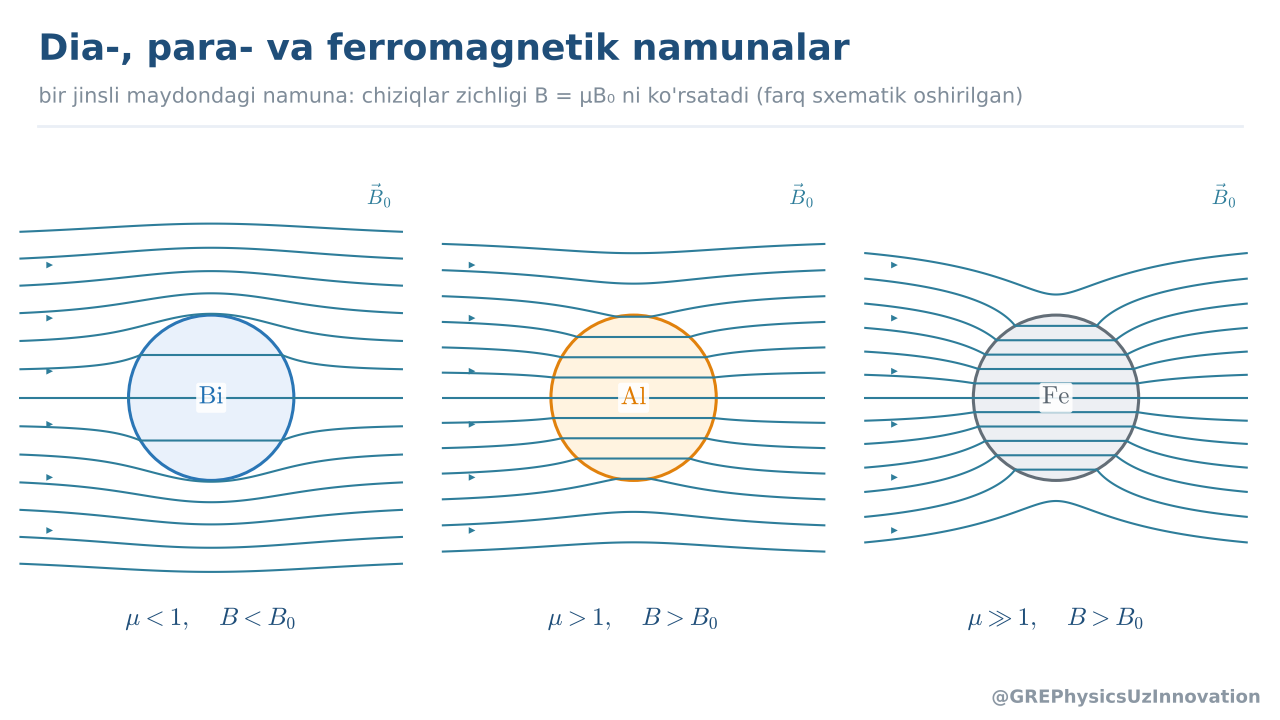 Dia-, para- va ferromagnetik namunalar
bir jinsli maydondagi namuna: chiziqlar zichligi B = μB₀ ni ko'rsatadi (farq sxematik oshirilgan)
B⃗₀ B⃗₀ B⃗₀
Bi Al Fe
μ < 1, B < B₀ μ > 1, B > B₀ μ ≫ 1, B > B₀
@GREPhysicsUzInnovation